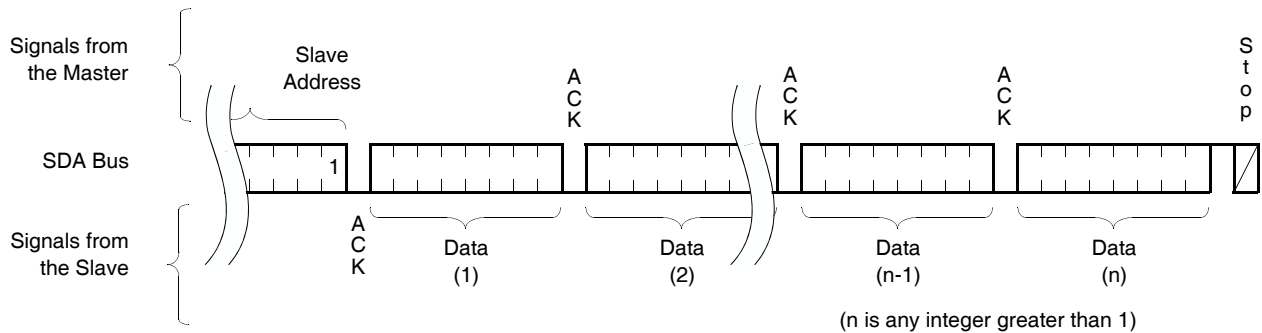 Signals from
the Master
Slave
Address
A
C
K
A
C
K
A
C
K
S
t
o
p
SDA Bus
1
Signals from
the Slave
A
C
K
Data
(1)
Data
(2)
Data
(n-1)
Data
(n)
(n is any integer greater than 1)